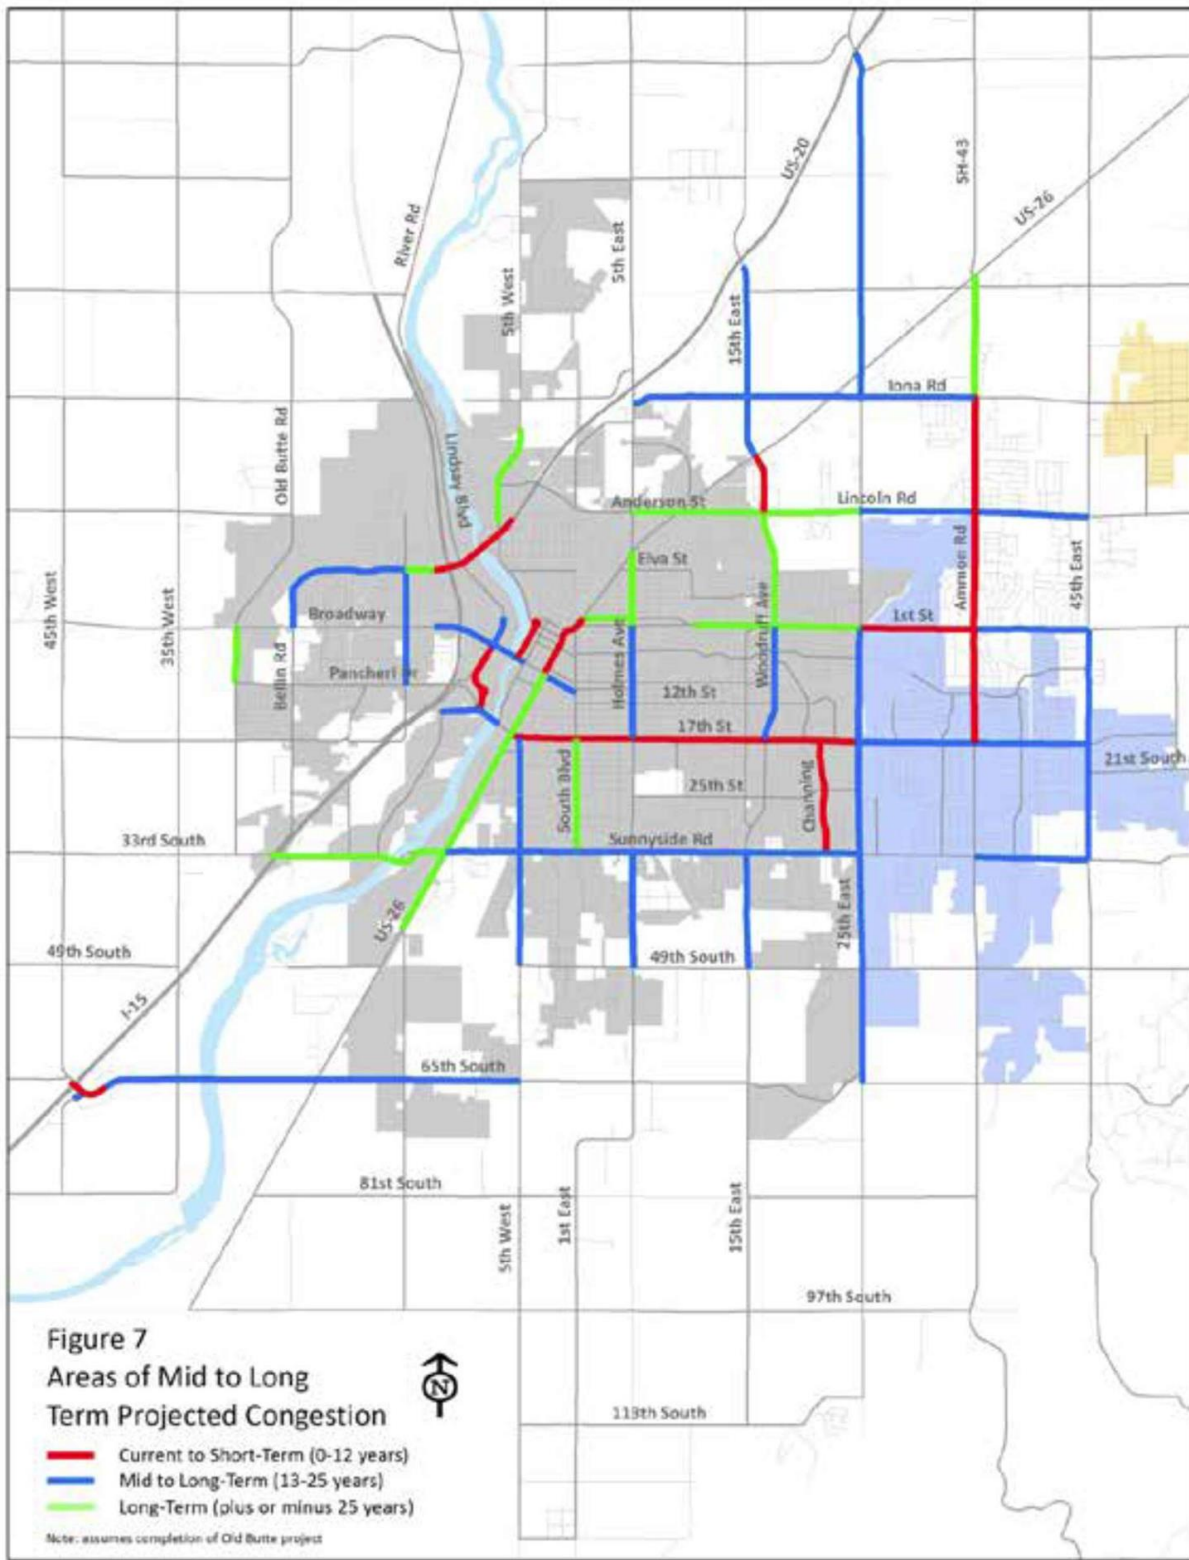 US-20
SH-43
US-26
River Rd
5th East
5th West
15th East
Iona Rd
Old Butte Rd
Lindsay Blvd
Anderson St
Lincoln Rd
Elva St
Ammon Rd
45th East
45th West
35th West
Broadway
1st St
Bellin Rd
Pancheri Dr
Holmes Ave
Woodruff Ave
12th St
17th St
21st South
South Blvd
25th St
Channing
33rd South
Sunnyside Rd
US-26
25th East
49th South
49th South
I-15
65th South
81st South
5th West
1st East
15th East
97th South
113th South
Figure 7
Areas of Mid to Long
Term Projected Congestion
N
Current to Short-Term (0-12 years)
Mid to Long-Term (13-25 years)
Long-Term (plus or minus 25 years)
Note: assumes completion of Old Butte project